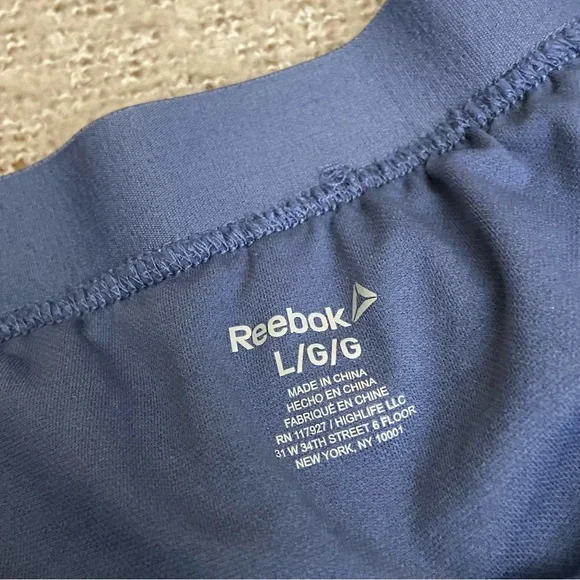 Reebok
L/G/G
MADE IN CHINA
HECHO EN CHINA
FABRIQUÉ EN CHINE
RN 117927 / HIGHLIFE LLC
31 W 34TH STREET 6 FLOOR
NEW YORK, NY 10001